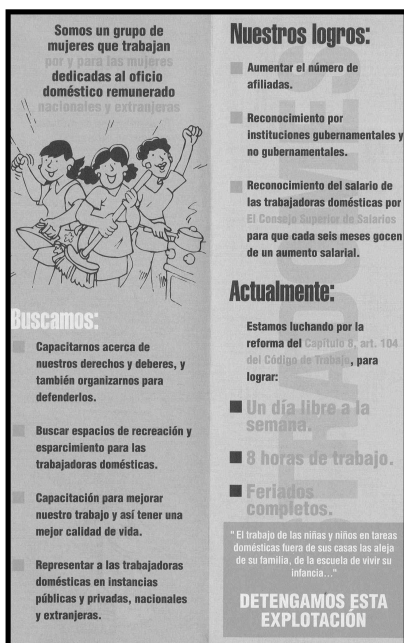 Somos un grupo de
mujeres que trabajan
por y para las mujeres
dedicadas al oficio
doméstico remunerado
nacionales y extranjeras
Buscamos:
Capacitarnos acerca de
nuestros derechos y deberes, y
también organizarnos para
defenderlos.
Buscar espacios de recreación y
esparcimiento para las
trabajadoras domésticas.
Capacitación para mejorar
nuestro trabajo y así tener una
mejor calidad de vida.
Representar a las trabajadoras
domésticas en instancias
públicas y privadas, nacionales
y extranjeras.
Nuestros logros:
Aumentar el número de
afiliadas.
Reconocimiento por
instituciones gubernamentales y
no gubernamentales.
Reconocimiento del salario de
las trabajadoras domésticas por
El Consejo Superior de Salarios
para que cada seis meses gocen
de un aumento salarial.
Actualmente:
Estamos luchando por la
reforma del Capítulo 8, art. 104
del Código de Trabajo, para
lograr:
Un día libre a la
semana.
8 horas de trabajo.
Feriados
completos.
" El trabajo de las niñas y niños en tareas
domésticas fuera de sus casas las aleja
de su familia, de la escuela de vivir su
infancia..."
DETENGAMOS ESTA
EXPLOTACIÓN